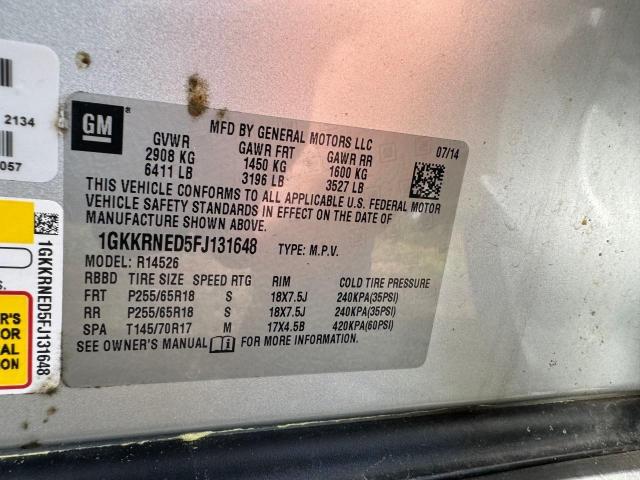 2134
057
GM
MFD BY GENERAL MOTORS LLC
07/14
GVWR GAWR FRT GAWR RR
2908 KG 1450 KG 1600 KG
6411 LB 3196 LB 3527 LB
THIS VEHICLE CONFORMS TO ALL APPLICABLE U.S. FEDERAL MOTOR
VEHICLE SAFETY STANDARDS IN EFFECT ON THE DATE OF
MANUFACTURE SHOWN ABOVE.
1GKKRNED5FJ131648 TYPE: M.P.V.
MODEL: R14526
RBBD TIRE SIZE SPEED RTG RIM COLD TIRE PRESSURE
FRT P255/65R18 S 18X7.5J 240KPA(35PSI)
RR P255/65R18 S 18X7.5J 240KPA(35PSI)
SPA T145/70R17 M 17X4.5B 420KPA(60PSI)
SEE OWNER'S MANUAL FOR MORE INFORMATION.
1GKKRNED5FJ131648